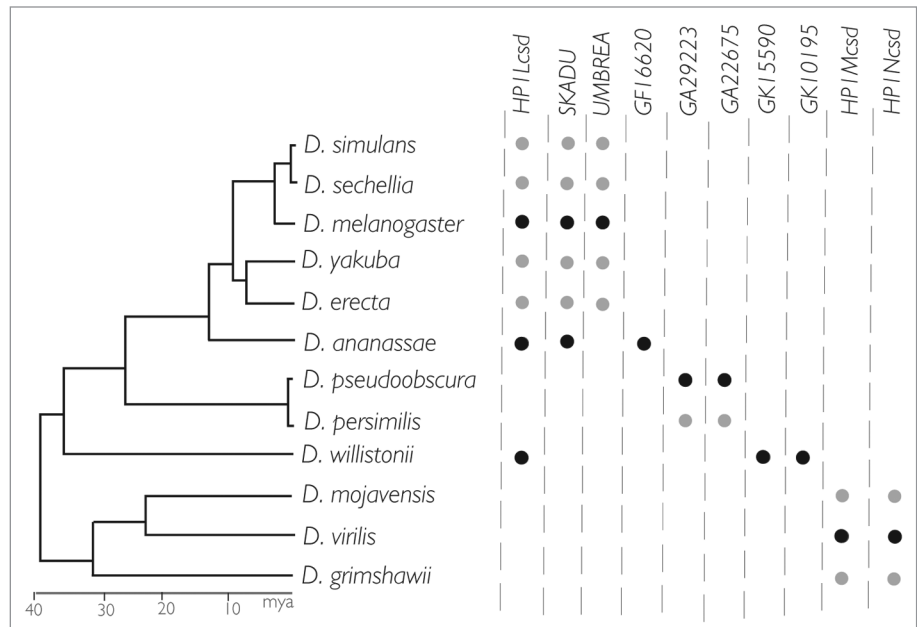 HP1Lcsd
SKADU
UMBREA
GF16620
GA29223
GA22675
GK15590
GK10195
HP1Mcsd
HP1Ncsd
D. simulans
D. sechellia
D. melanogaster
D. yakuba
D. erecta
D. ananassae
D. pseudoobscura
D. persimilis
D. willistonii
D. mojavensis
D. virilis
D. grimshawii
40 30 20 10 mya